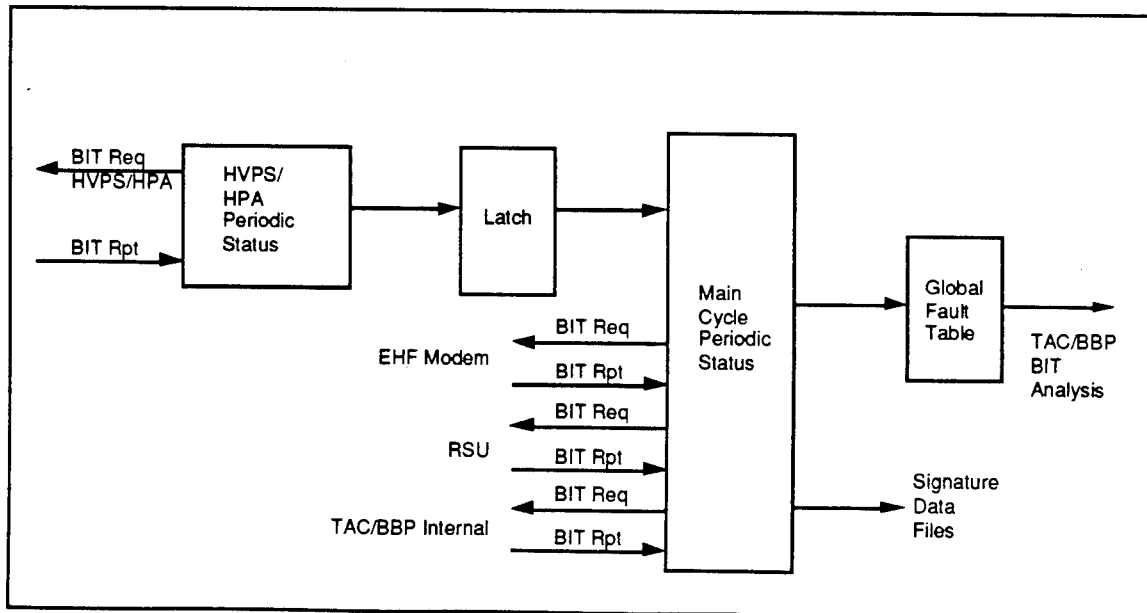 BIT Req
HVPS/HPA
BIT Rpt
HVPS/
HPA
Periodic
Status
Latch
Main
Cycle
Periodic
Status
Global
Fault
Table
TAC/BBP
BIT
Analysis
EHF Modem
BIT Req
BIT Rpt
RSU
BIT Req
BIT Rpt
TAC/BBP Internal
BIT Req
BIT Rpt
Signature
Data
Files